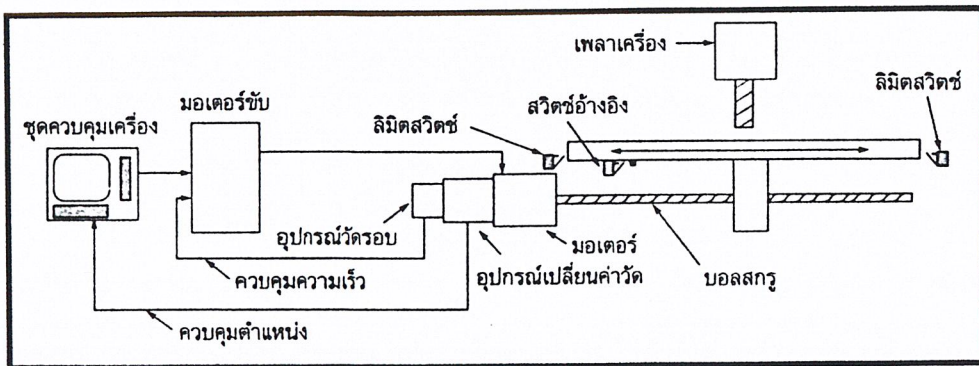 เพลาเครื่อง
ลิมิตสวิตช์
มอเตอร์ขับ
สวิตช์อ้างอิง
ลิมิตสวิตช์
ชุดควบคุมเครื่อง
อุปกรณ์วัดรอบ
มอเตอร์
ควบคุมความเร็ว
อุปกรณ์เปลี่ยนค่าวัด
บอลสกรู
ควบคุมตำแหน่ง